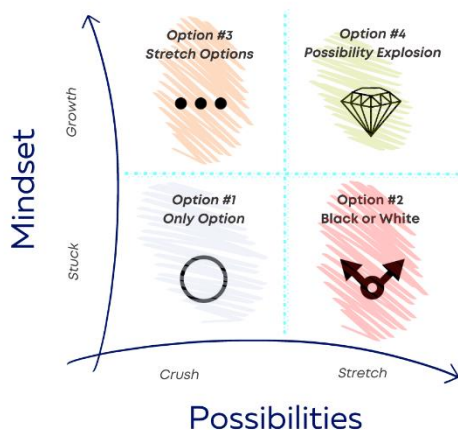 Option #3
Stretch Options
Option #4
Possibility Explosion
Growth
Mindset
Option #1
Only Option
Option #2
Black or White
Stuck
Crush
Stretch
Possibilities